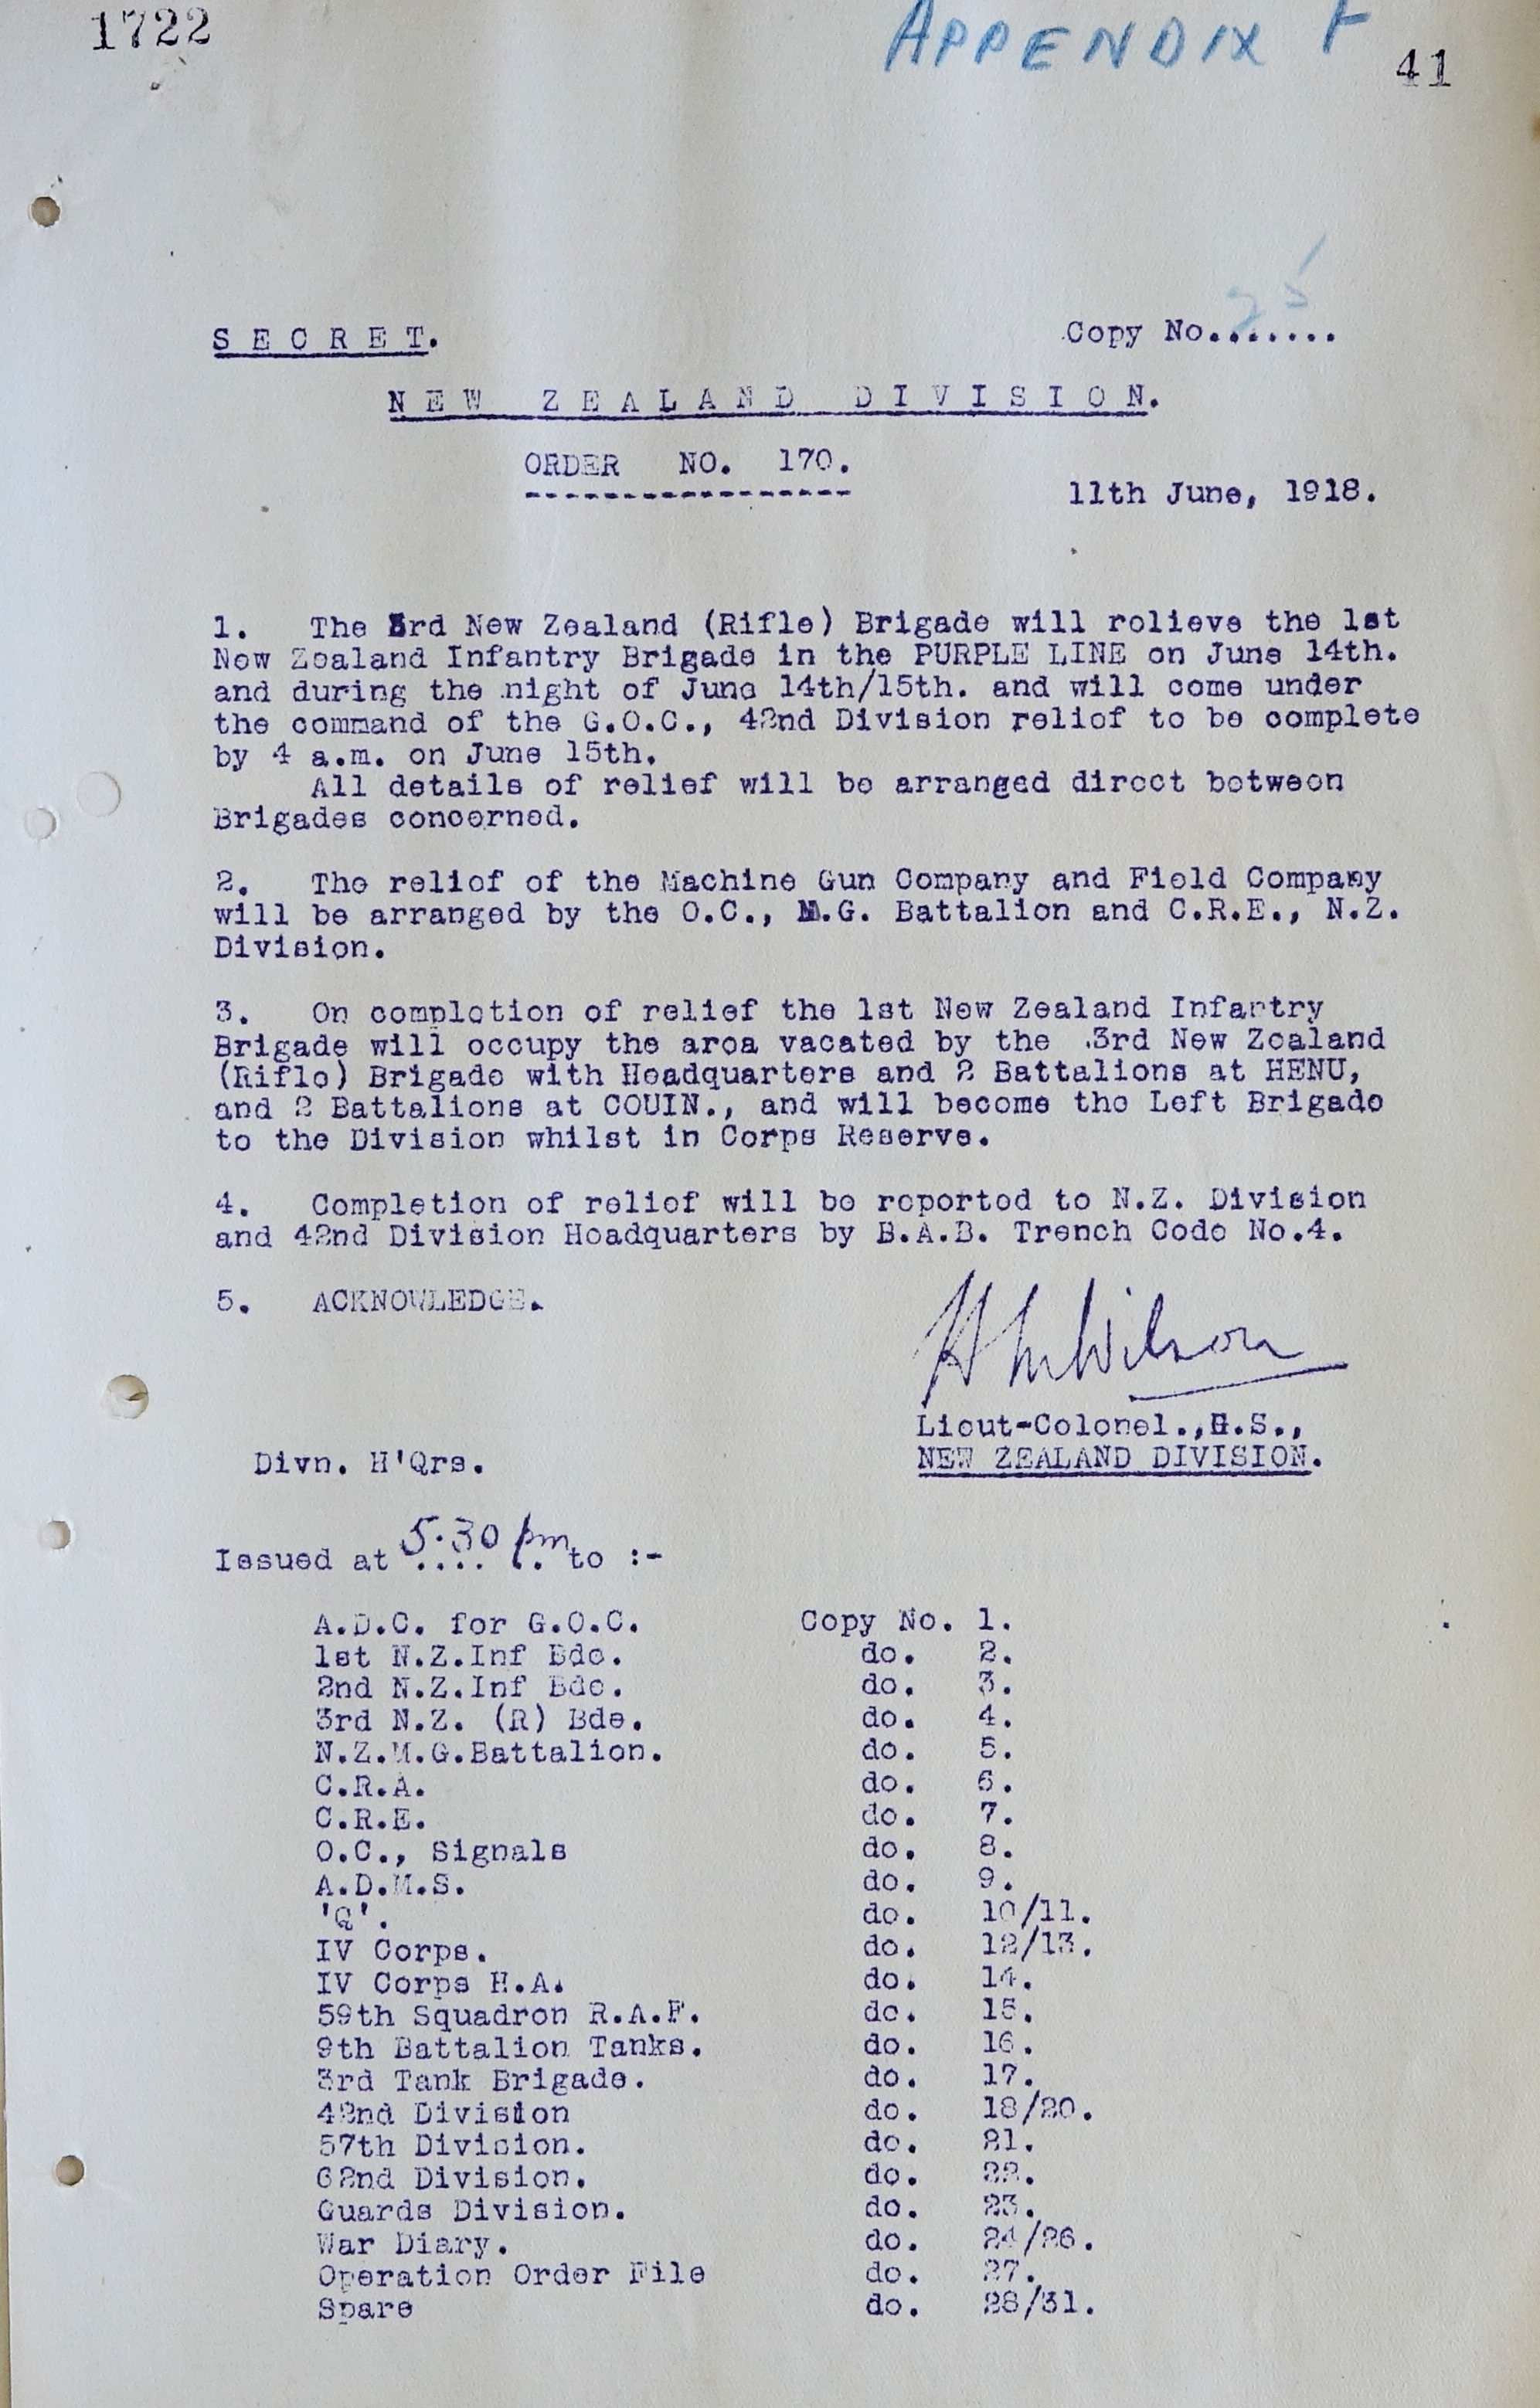 1722
APPENDIX F
41
SECRET.
Copy No.......
25
NEW ZEALAND DIVISION.
ORDER NO. 170.
11th June, 1918.
1. The 3rd New Zealand (Rifle) Brigade will relieve the 1st
New Zealand Infantry Brigade in the PURPLE LINE on June 14th.
and during the night of June 14th/15th. and will come under
the command of the G.O.C., 42nd Division relief to be complete
by 4 a.m. on June 15th.
All details of relief will be arranged direct between
Brigades concerned.
2. The relief of the Machine Gun Company and Field Company
will be arranged by the O.C., M.G. Battalion and C.R.E., N.Z.
Division.
3. On completion of relief the 1st New Zealand Infantry
Brigade will occupy the area vacated by the 3rd New Zealand
(Rifle) Brigade with Headquarters and 2 Battalions at HENU,
and 2 Battalions at COUIN., and will become the Left Brigade
to the Division whilst in Corps Reserve.
4. Completion of relief will be reported to N.Z. Division
and 42nd Division Headquarters by B.A.B. Trench Code No.4.
5. ACKNOWLEDGE.
Wilson
Lieut-Colonel.,G.S.,
NEW ZEALAND DIVISION.
Divn. H'Qrs.
Issued at 5.30 pm to :-
A.D.C. for G.O.C. Copy No. 1.
1st N.Z.Inf Bde. do. 2.
2nd N.Z.Inf Bde. do. 3.
3rd N.Z. (R) Bde. do. 4.
N.Z.M.G.Battalion. do. 5.
C.R.A. do. 6.
C.R.E. do. 7.
O.C., Signals do. 8.
A.D.M.S. do. 9.
'Q'. do. 10/11.
IV Corps. do. 12/13.
IV Corps H.A. do. 14.
59th Squadron R.A.F. do. 15.
9th Battalion Tanks. do. 16.
3rd Tank Brigade. do. 17.
42nd Division do. 18/20.
57th Division. do. 21.
62nd Division. do. 22.
Guards Division. do. 23.
War Diary. do. 24/26.
Operation Order File do. 27.
Spare do. 28/31.